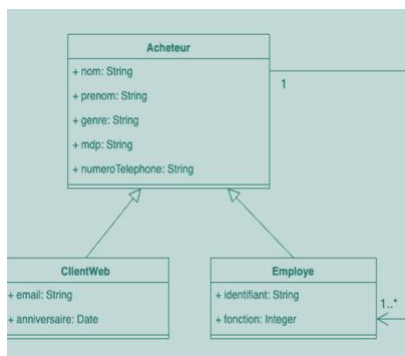 Acheteur
+ nom: String
+ prenom: String
+ genre: String
+ mdp: String
+ numeroTelephone: String
1
ClientWeb
+ email: String
+ anniversaire: Date
Employe
+ identifiant: String
+ fonction: Integer
1..*